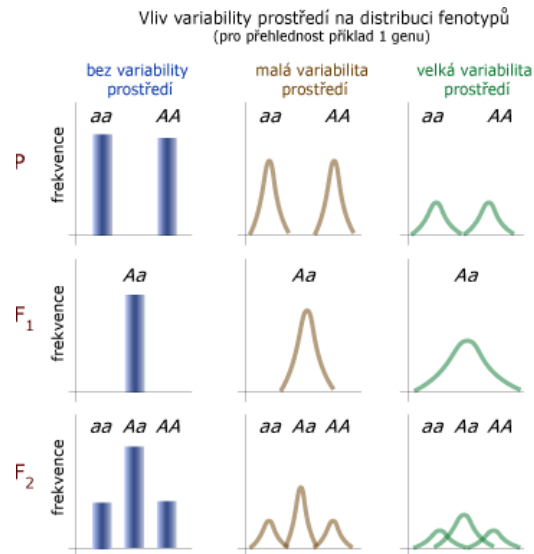 Vliv variability prostředí na distribuci fenotypů
(pro přehlednost příklad 1 genu)
bez variability
prostředí
malá variabilita
prostředí
velká variabilita
prostředí
P
frekvence
aa AA
aa AA
aa AA
F1
frekvence
Aa
Aa
Aa
F2
frekvence
aa Aa AA
aa Aa AA
aa Aa AA